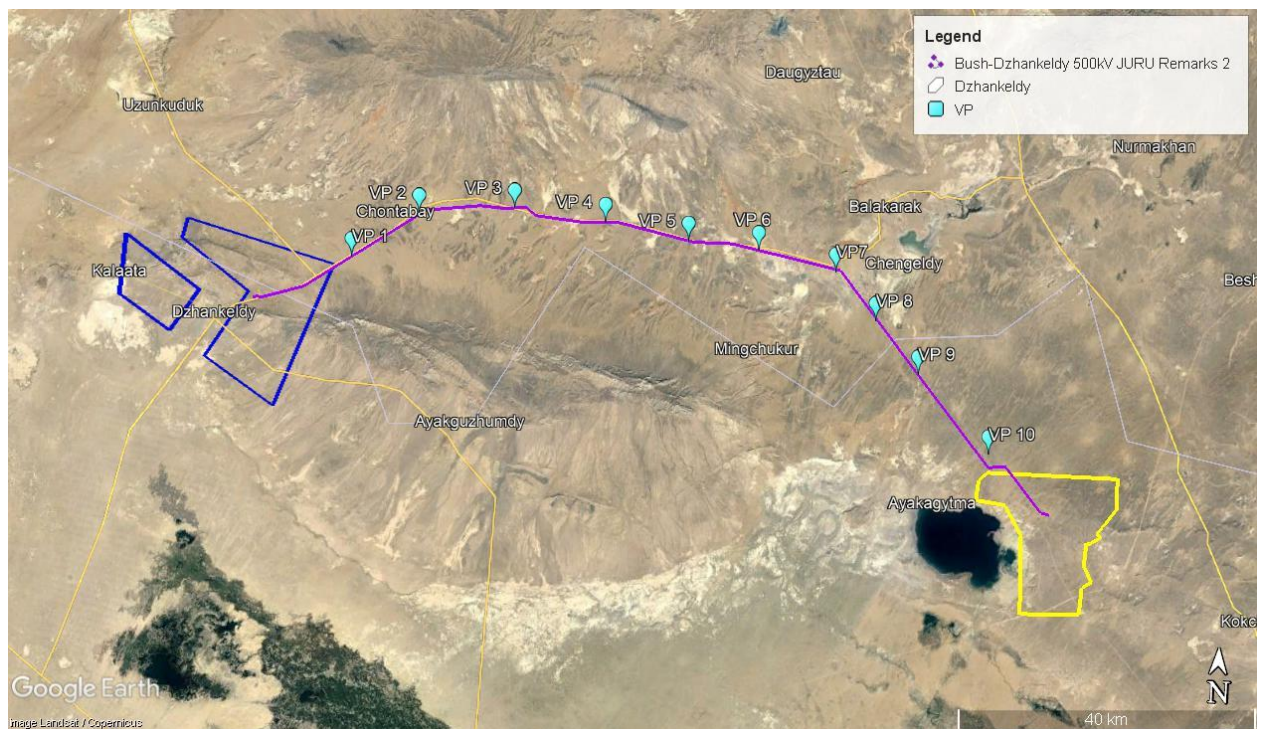 Legend
Bush-Dzhankeldy 500kV JURU Remarks 2
Dzhankeldy
VP
Daugyztau
Uzunkuduk
Nurmakhan
VP 1
VP 2
Chontabay
VP 3
VP 4
VP 5
VP 6
VP7
Balakarak
Chengeldy
Kalaata
Dzhankeldy
Besh
VP 8
Mingchukur
VP 9
Ayakguzhumdy
VP 10
Ayakagytma
Kokc
Google Earth
Image Landsat / Copernicus
N
40 km